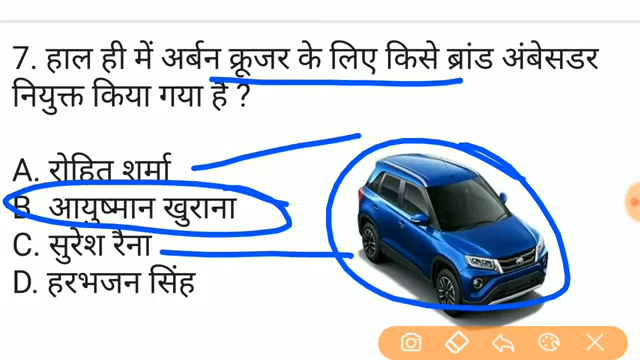 7. हाल ही में अर्बन क्रूजर के लिए किसे ब्रांड अंबेसडर
नियुक्त किया गया है ?
A. रोहित शर्मा
B. आयुष्मान खुराना
C. सुरेश रैना
D. हरभजन सिंह